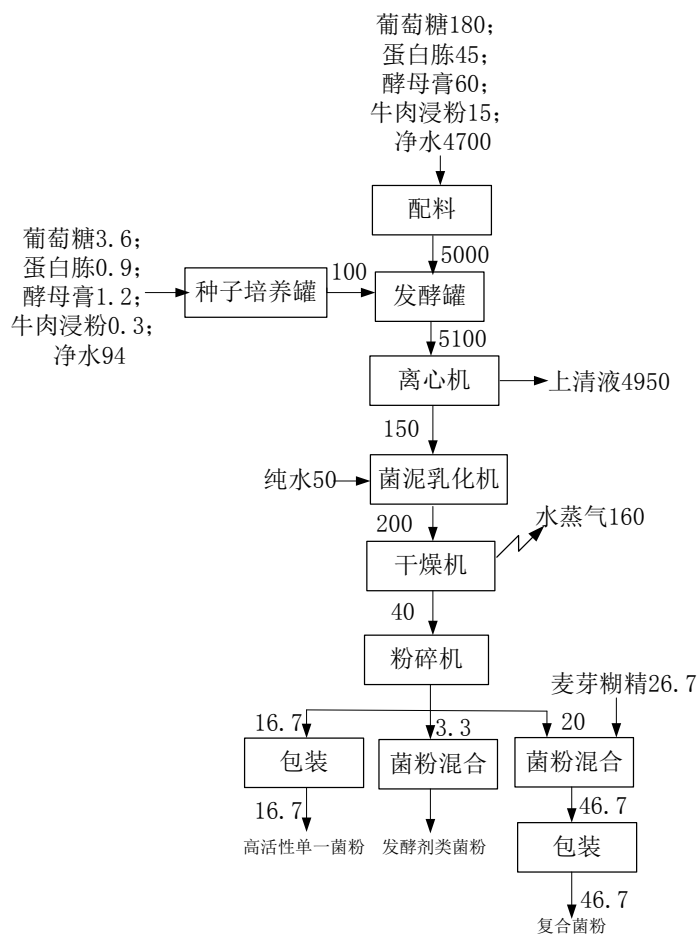 葡萄糖180;
蛋白胨45;
酵母膏60;
牛肉浸粉15;
净水4700
配料
5000
葡萄糖3.6;
蛋白胨0.9;
酵母膏1.2;
牛肉浸粉0.3;
净水94
种子培养罐
100
发酵罐
5100
离心机
上清液4950
150
纯水50
菌泥乳化机
200
水蒸气160
干燥机
40
粉碎机
麦芽糊精26.7
16.7
3.3
20
包装
菌粉混合
菌粉混合
16.7
46.7
高活性单一菌粉
发酵剂类菌粉
包装
46.7
复合菌粉